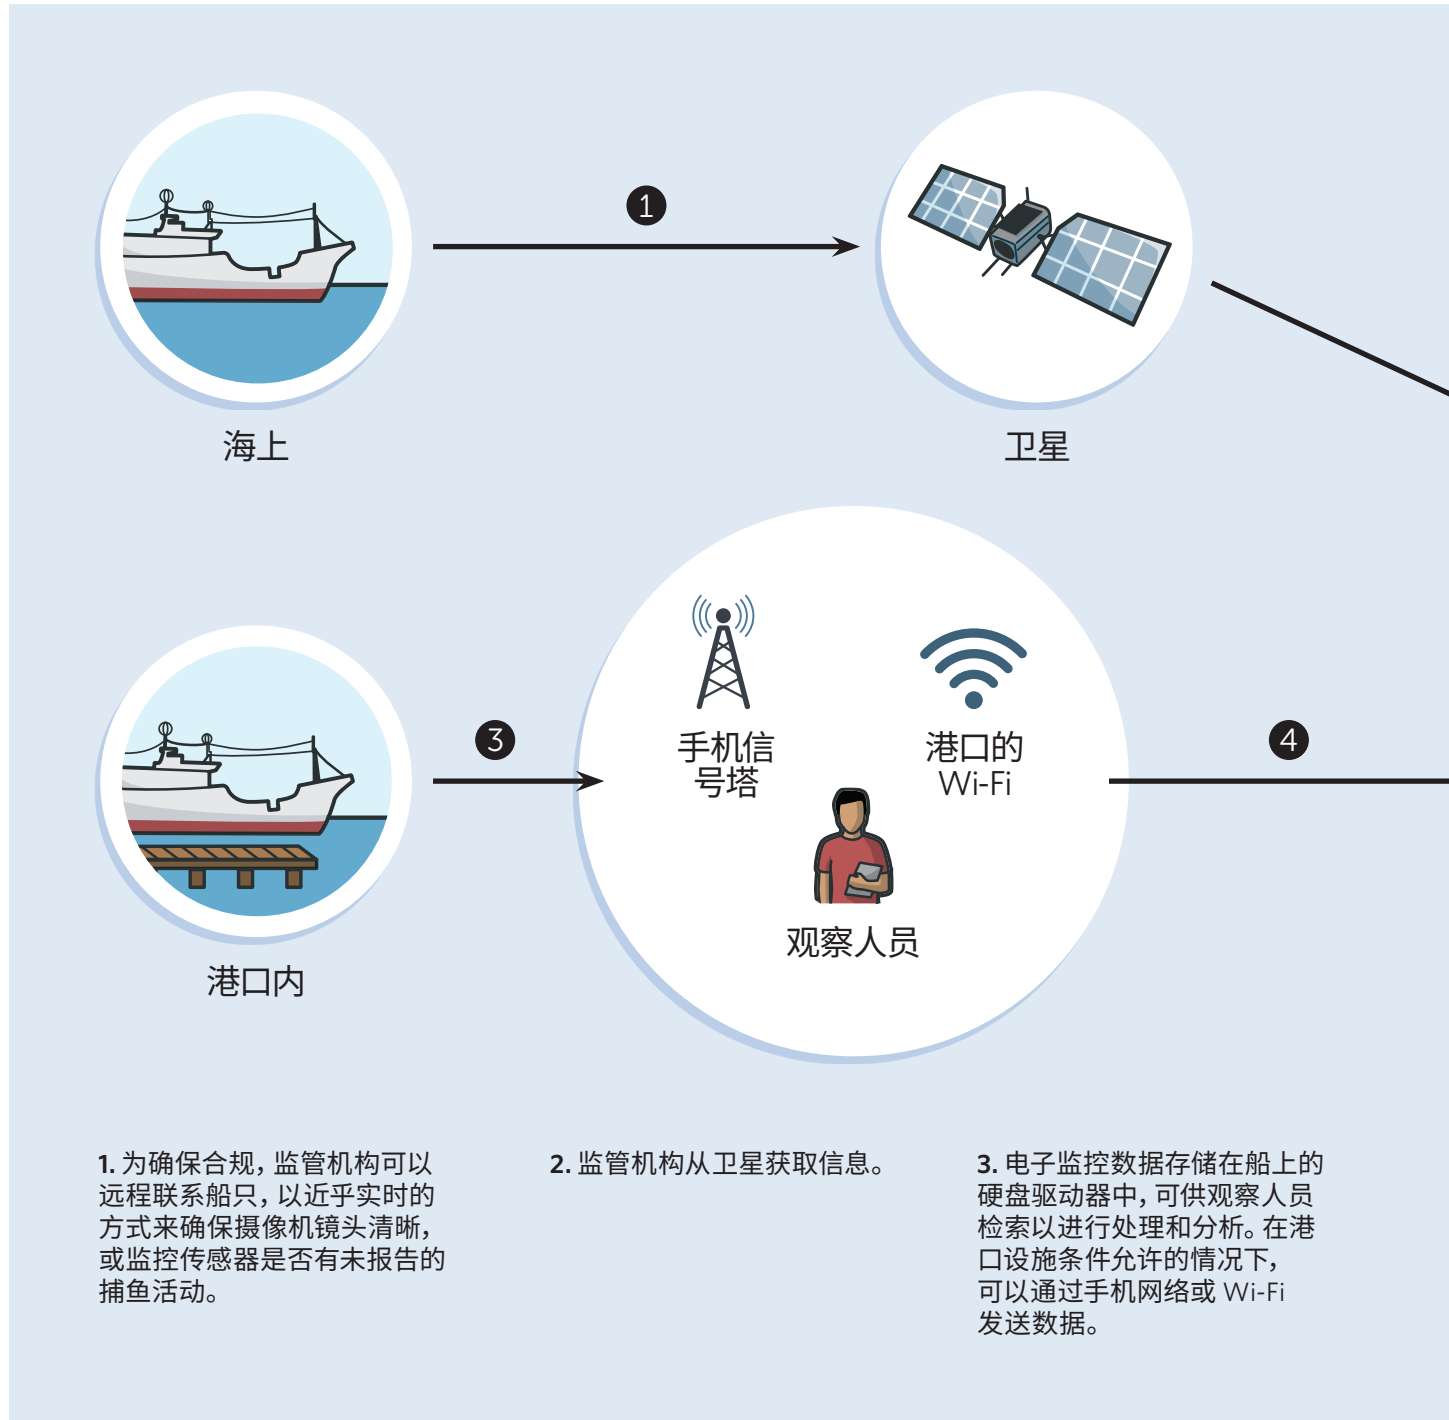 1
海上
卫星
3
手机信
号塔
港口的
Wi-Fi
4
观察人员
港口内
1. 为确保合规，监管机构可以
远程联系船只，以近乎实时的
方式来确保摄像机镜头清晰，
或监控传感器是否有未报告的
捕鱼活动。
2. 监管机构从卫星获取信息。
3. 电子监控数据存储在船上的
硬盘驱动器中，可供观察人员
检索以进行处理和分析。在港
口设施条件允许的情况下，
可以通过手机网络或 Wi-Fi
发送数据。